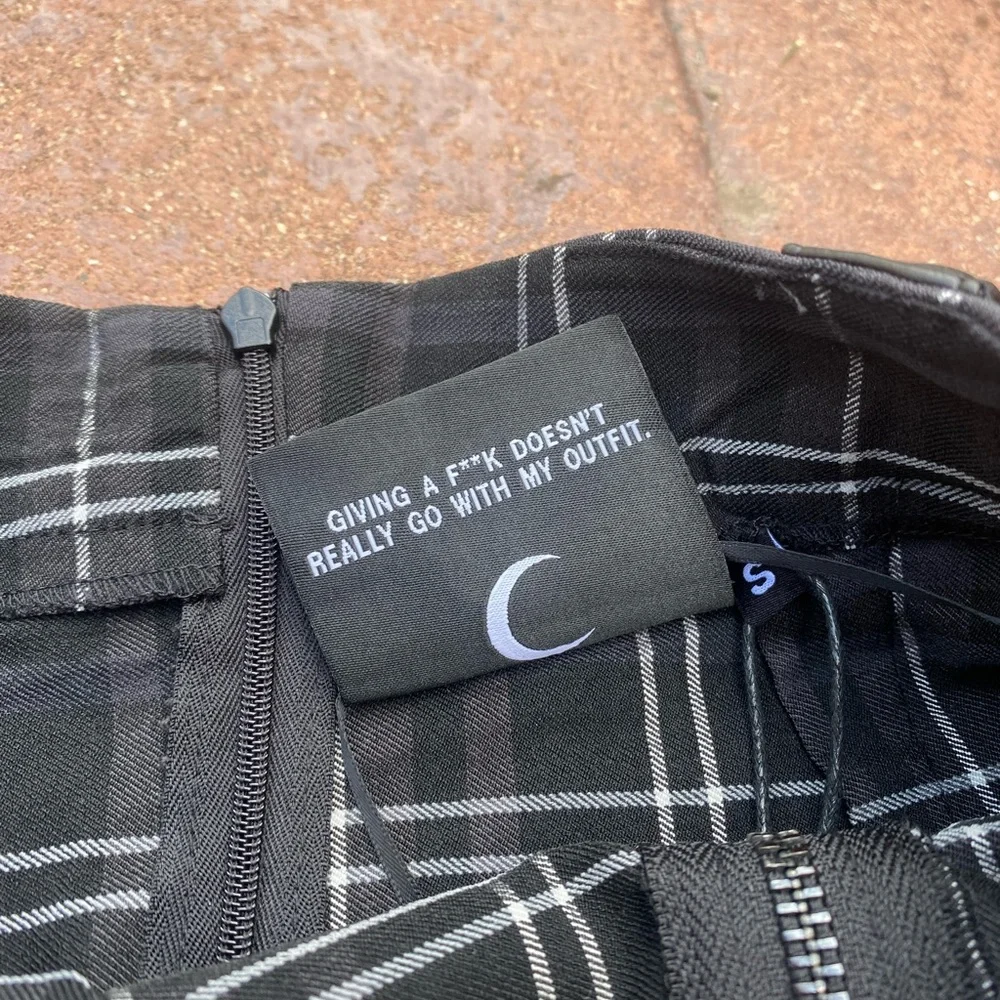 GIVING A F**K DOESN'T
REALLY GO WITH MY OUTFIT.
S